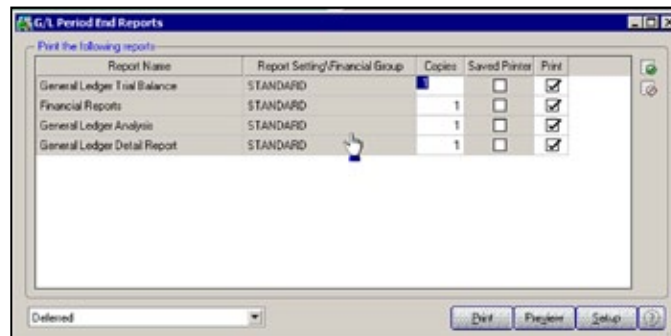 G/L Period End Reports
Print the following reports
Report Name Report Setting\Financial Group Copies Saved Printer Print
General Ledger Trial Balance STANDARD 1
Financial Reports STANDARD 1
General Ledger Analysis STANDARD 1
General Ledger Detail Report STANDARD 1
Deferred Print Preview Setup